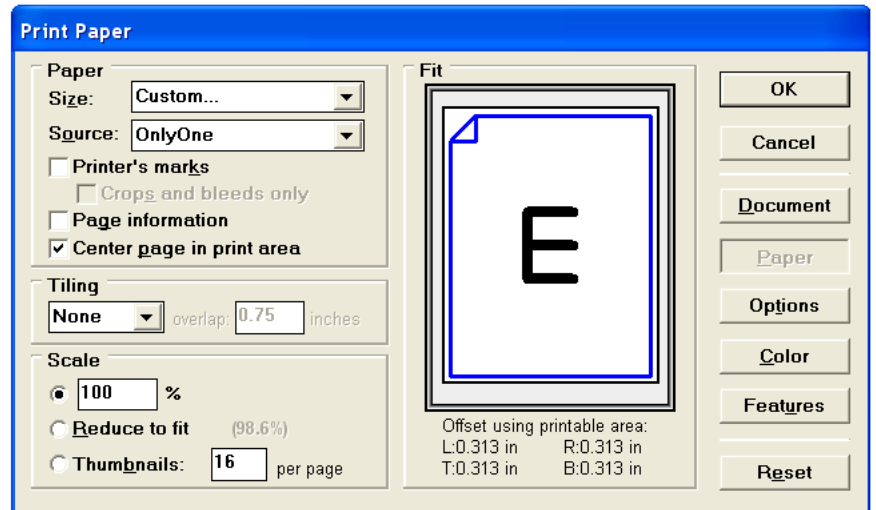 Print Paper
Paper
Size: Custom...
Source: OnlyOne
Printer's marks
Crops and bleeds only
Page information
Center page in print area
Tiling
None overlap: 0.75 inches
Scale
100 %
Reduce to fit (98.6%)
Thumbnails: 16 per page
Fit
E
Offset using printable area:
L:0.313 in R:0.313 in
T:0.313 in B:0.313 in
OK
Cancel
Document
Paper
Options
Color
Features
Reset